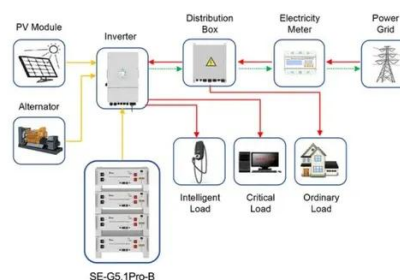 PV Module
Inverter
Distribution
Box
Electricity
Meter
Power
Grid
Alternator
Intelligent
Load
Critical
Load
Ordinary
Load
SE-G5.1Pro-B